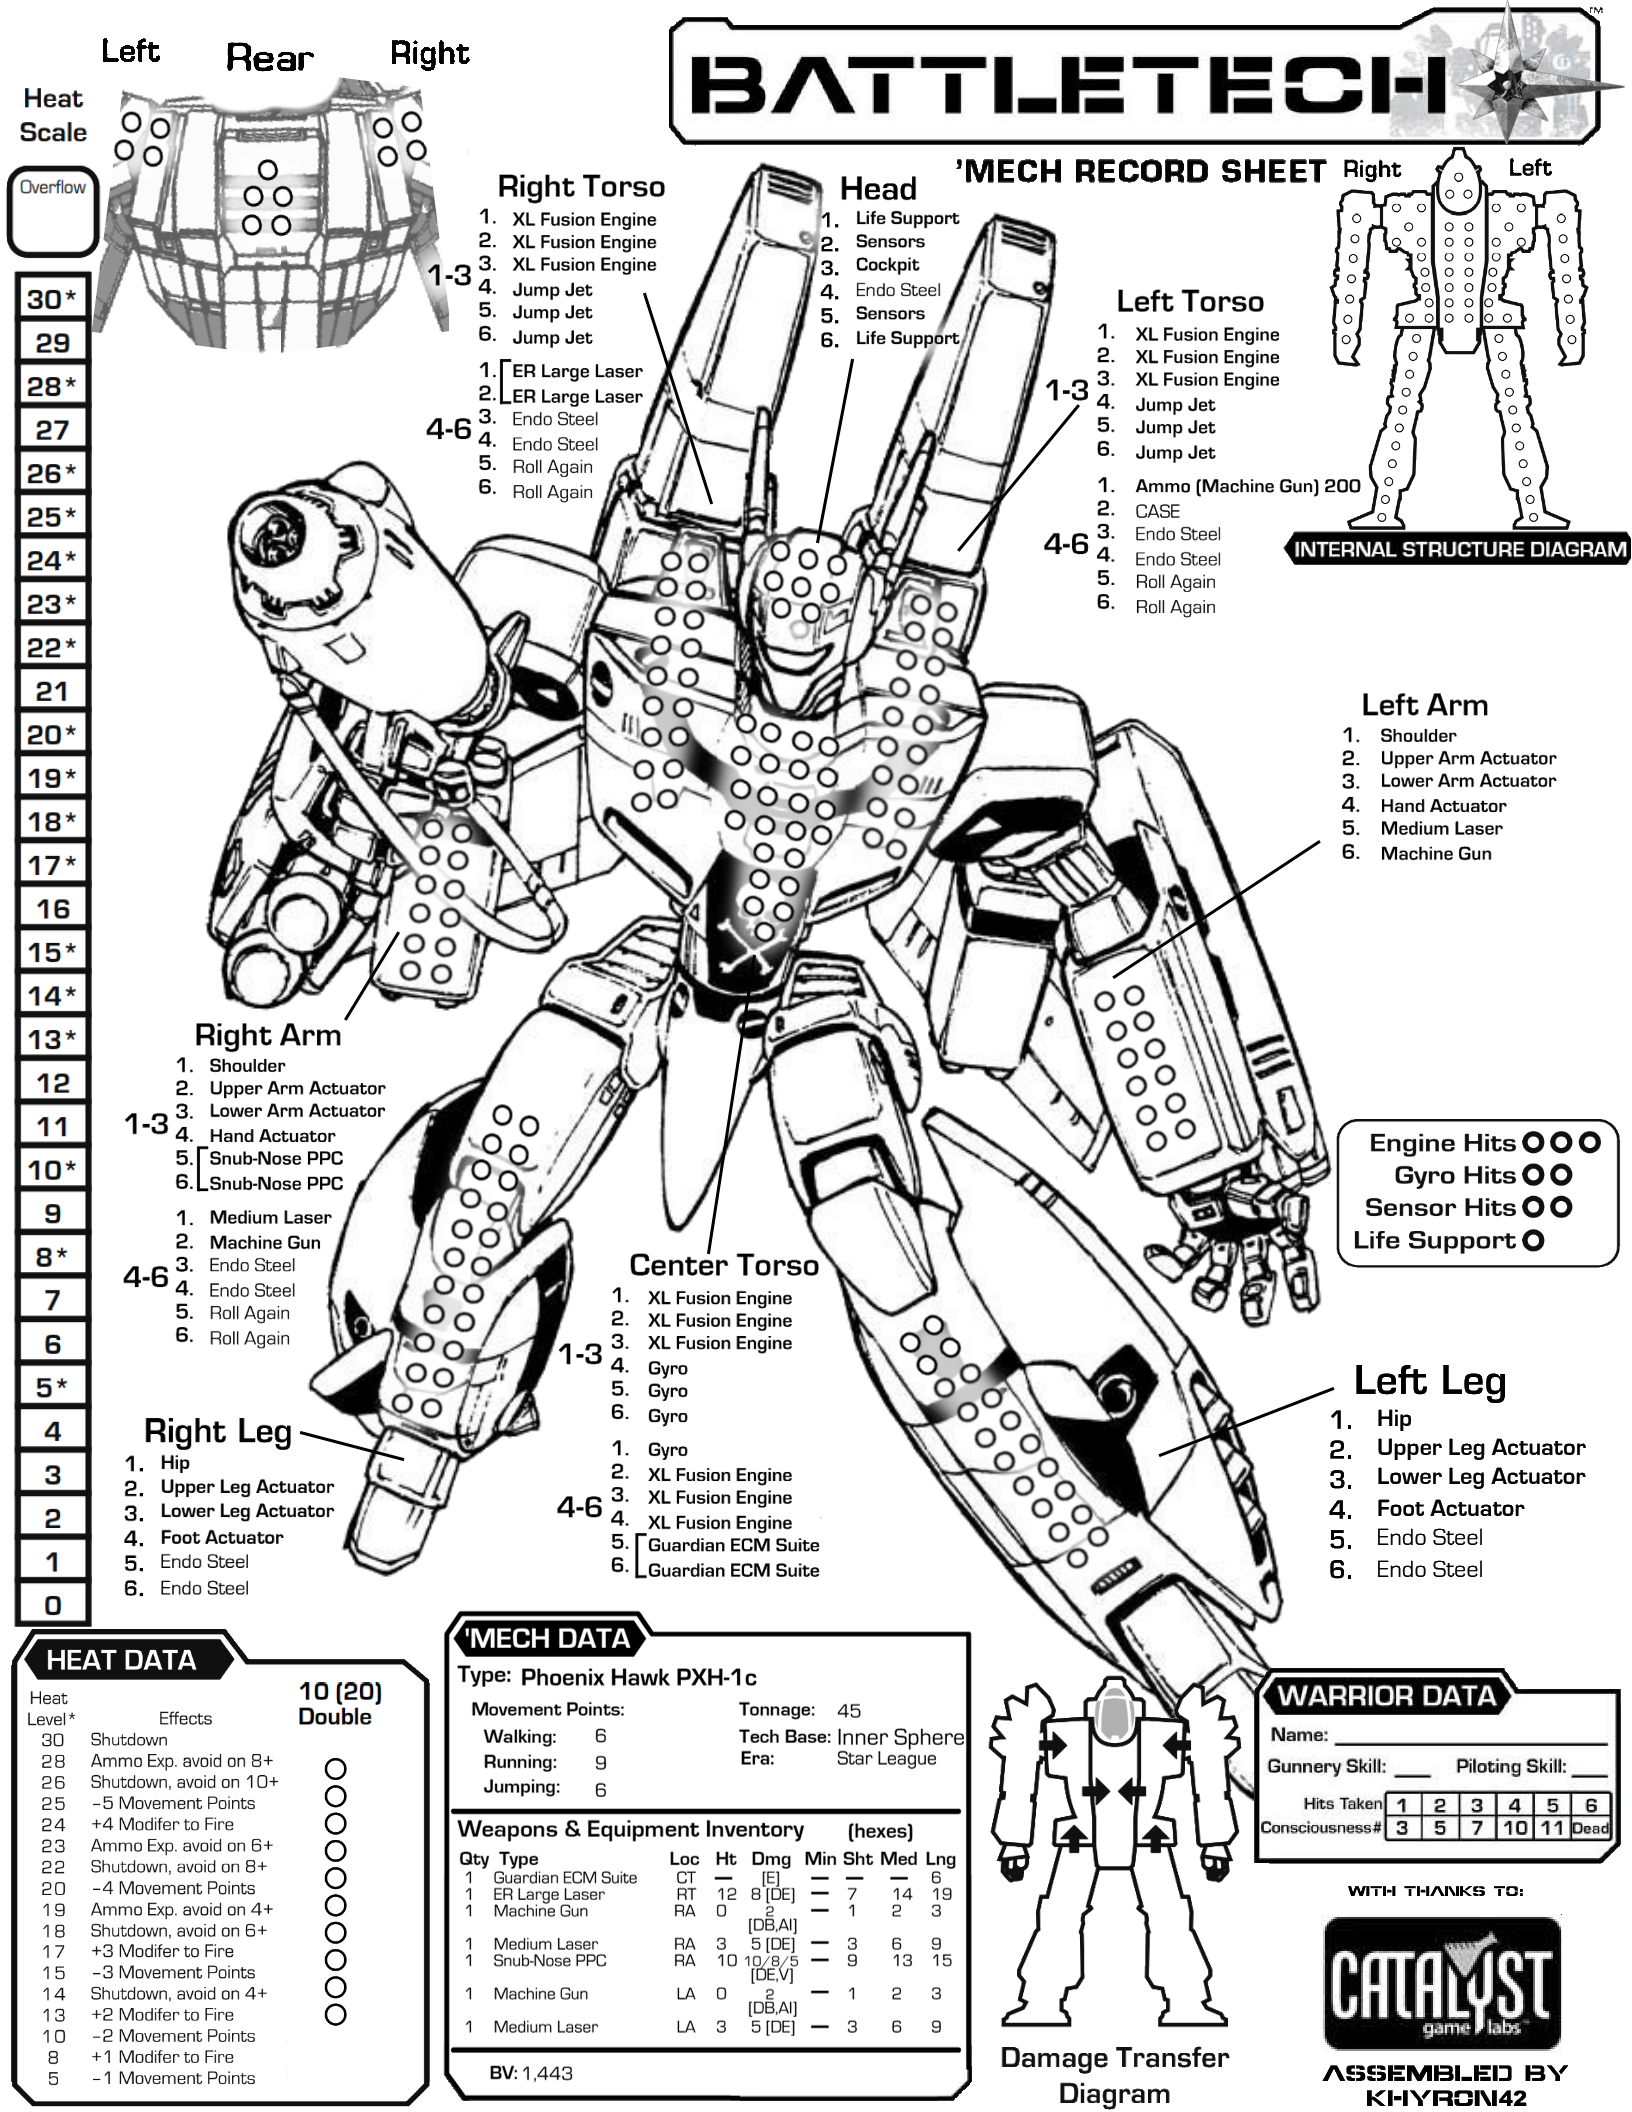 Left Rear Right
BATTLETECH
TM
'MECH RECORD SHEET
Heat
Scale
Overflow
30*
29
28*
27
26*
25*
24*
23*
22*
21
20*
19*
18*
17*
16
15*
14*
13*
12
11
10*
9
8*
7
6
5*
4
3
2
1
0
Right Torso
1. XL Fusion Engine
2. XL Fusion Engine
3. XL Fusion Engine
1-3
4. Jump Jet
5. Jump Jet
6. Jump Jet
1. ER Large Laser
2. ER Large Laser
3. Endo Steel
4-6
4. Endo Steel
5. Roll Again
6. Roll Again
Head
1. Life Support
2. Sensors
3. Cockpit
4. Endo Steel
5. Sensors
6. Life Support
Left Torso
1. XL Fusion Engine
2. XL Fusion Engine
3. XL Fusion Engine
1-3
4. Jump Jet
5. Jump Jet
6. Jump Jet
1. Ammo (Machine Gun) 200
2. CASE
3. Endo Steel
4-6
4. Endo Steel
5. Roll Again
6. Roll Again
Right Left
INTERNAL STRUCTURE DIAGRAM
Left Arm
1. Shoulder
2. Upper Arm Actuator
3. Lower Arm Actuator
4. Hand Actuator
5. Medium Laser
6. Machine Gun
Right Arm
1. Shoulder
2. Upper Arm Actuator
3. Lower Arm Actuator
1-3
4. Hand Actuator
5. Snub-Nose PPC
6. Snub-Nose PPC
1. Medium Laser
2. Machine Gun
3. Endo Steel
4-6
4. Endo Steel
5. Roll Again
6. Roll Again
Engine Hits
Gyro Hits
Sensor Hits
Life Support
Center Torso
1. XL Fusion Engine
2. XL Fusion Engine
3. XL Fusion Engine
1-3
4. Gyro
5. Gyro
6. Gyro
1. Gyro
2. XL Fusion Engine
3. XL Fusion Engine
4-6
4. XL Fusion Engine
5. Guardian ECM Suite
6. Guardian ECM Suite
Right Leg
1. Hip
2. Upper Leg Actuator
3. Lower Leg Actuator
4. Foot Actuator
5. Endo Steel
6. Endo Steel
Left Leg
1. Hip
2. Upper Leg Actuator
3. Lower Leg Actuator
4. Foot Actuator
5. Endo Steel
6. Endo Steel
HEAT DATA
Heat
Level* Effects
10 (20)
Double
30 Shutdown
28 Ammo Exp. avoid on 8+
26 Shutdown, avoid on 10+
25 -5 Movement Points
24 +4 Modifer to Fire
23 Ammo Exp. avoid on 6+
22 Shutdown, avoid on 8+
20 -4 Movement Points
19 Ammo Exp. avoid on 4+
18 Shutdown, avoid on 6+
17 +3 Modifer to Fire
15 -3 Movement Points
14 Shutdown, avoid on 4+
13 +2 Modifer to Fire
10 -2 Movement Points
8 +1 Modifer to Fire
5 -1 Movement Points
'MECH DATA
Type: Phoenix Hawk PXH-1c
Movement Points: Tonnage: 45
Walking: 6 Tech Base: Inner Sphere
Running: 9 Era: Star League
Jumping: 6
Weapons & Equipment Inventory (hexes)
Qty Type Loc Ht Dmg Min Sht Med Lng
1 Guardian ECM Suite CT — [E] — — — 6
1 ER Large Laser RT 12 8 [DE] — 7 14 19
1 Machine Gun RA 0 2 — 1 2 3
[DB,AI]
1 Medium Laser RA 3 5 [DE] — 3 6 9
1 Snub-Nose PPC RA 10 10/8/5 — 9 13 15
[DE,V]
1 Machine Gun LA 0 2 — 1 2 3
[DB,AI]
1 Medium Laser LA 3 5 [DE] — 3 6 9
BV: 1,443
Damage Transfer
Diagram
WARRIOR DATA
Name:
Gunnery Skill: Piloting Skill:
Hits Taken 1 2 3 4 5 6
Consciousness# 3 5 7 10 11 Dead
WITH THANKS TO:
CATALYST
game labs
ASSEMBLED BY
KHYRON42